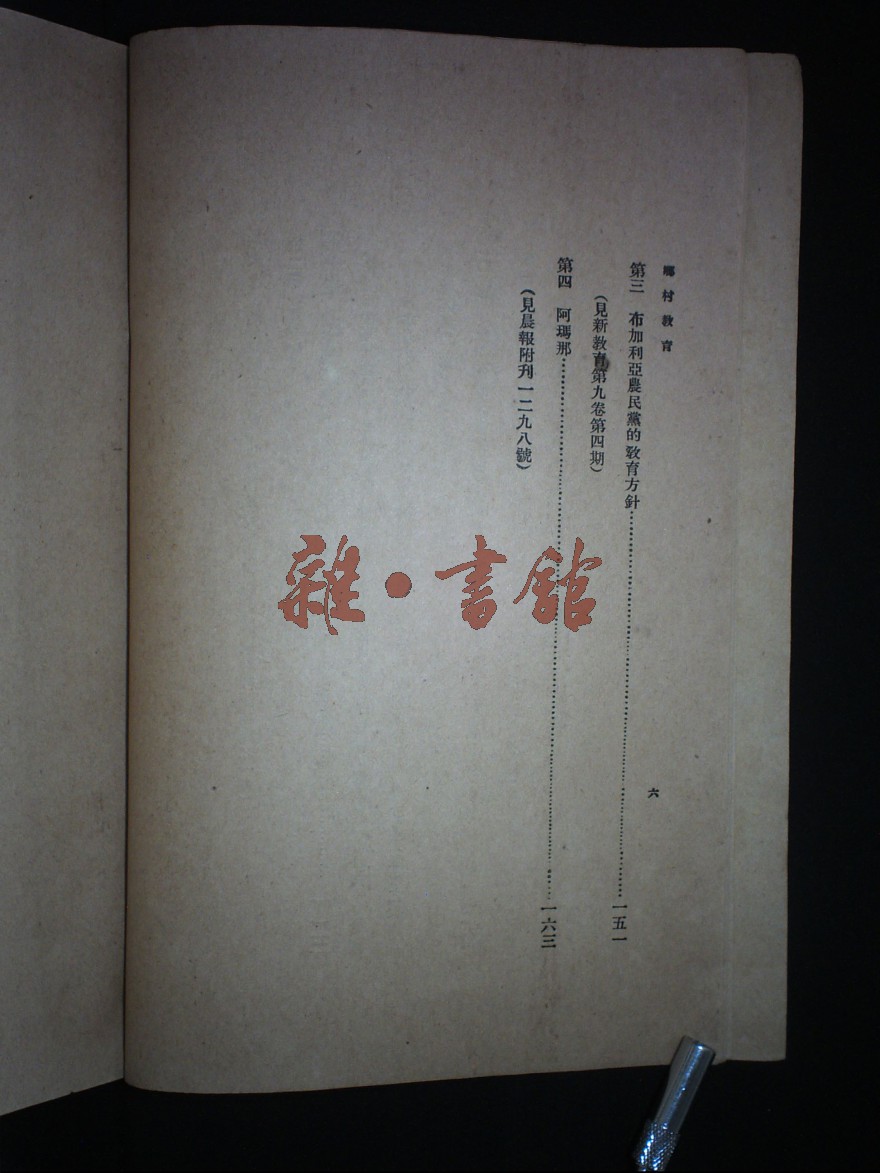 鄉村教育
六
第三　布加利亞農民黨的教育方針……一五一
（見新教育第九卷第四期）
第四　阿瑪那……一六三
（見晨報附刊一二九八號）
雜·書館